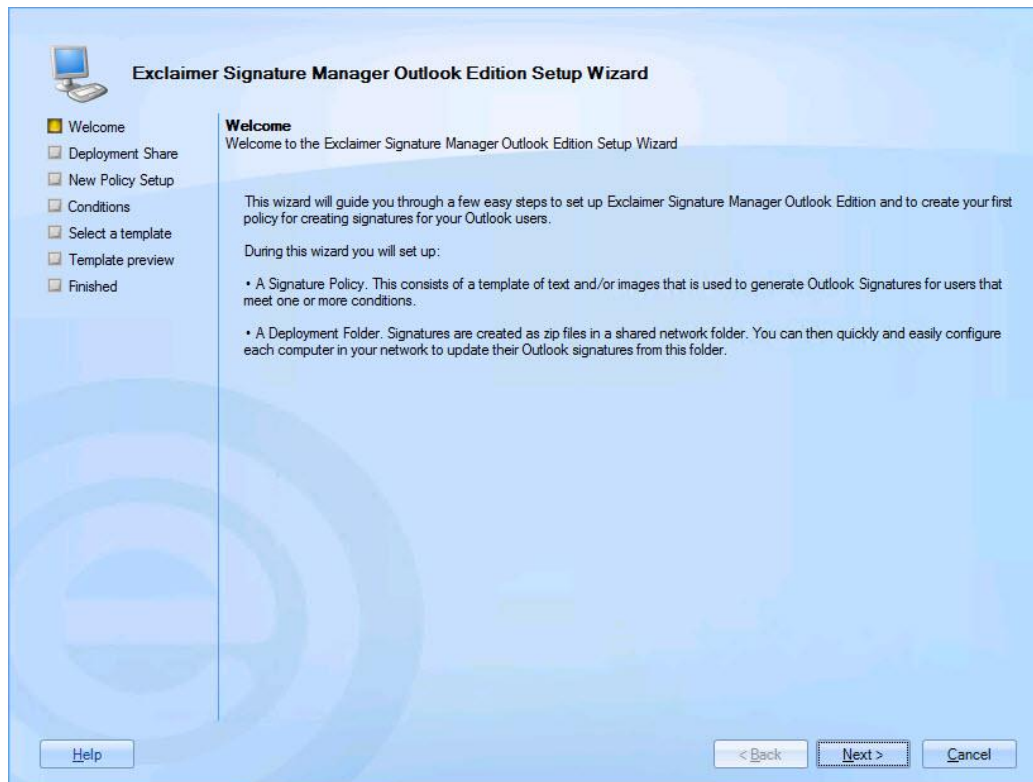 Exclaimer Signature Manager Outlook Edition Setup Wizard
Welcome
Deployment Share
New Policy Setup
Conditions
Select a template
Template preview
Finished
Welcome
Welcome to the Exclaimer Signature Manager Outlook Edition Setup Wizard
This wizard will guide you through a few easy steps to set up Exclaimer Signature Manager Outlook Edition and to create your first
policy for creating signatures for your Outlook users.
During this wizard you will set up:
• A Signature Policy. This consists of a template of text and/or images that is used to generate Outlook Signatures for users that
meet one or more conditions.
• A Deployment Folder. Signatures are created as zip files in a shared network folder. You can then quickly and easily configure
each computer in your network to update their Outlook signatures from this folder.
Help
< Back
Next >
Cancel